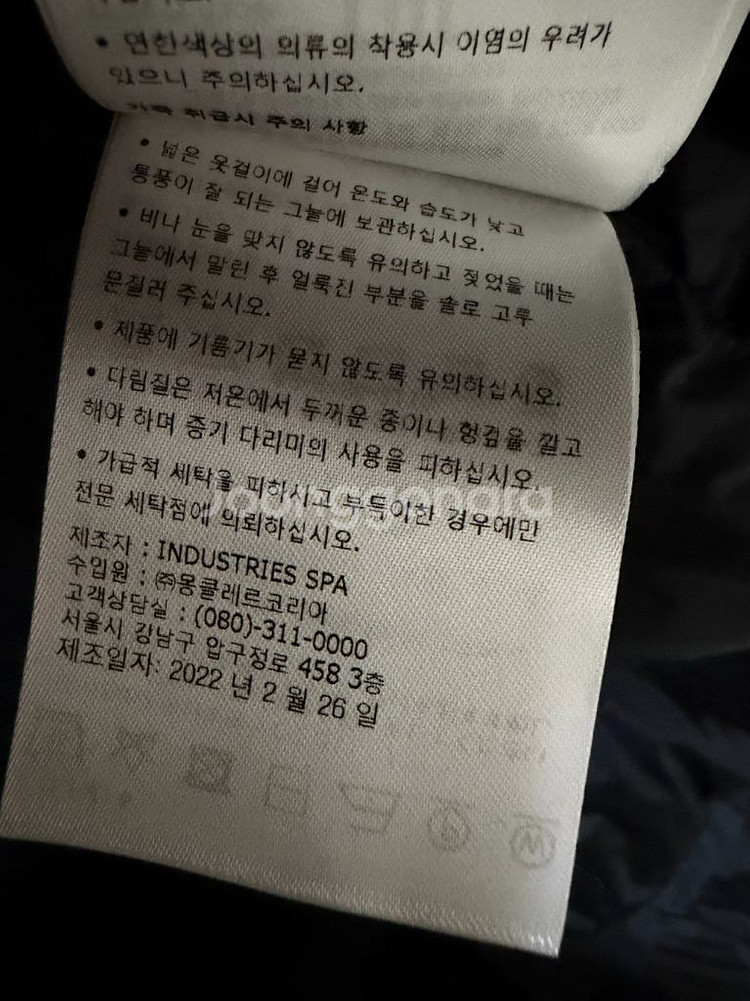 • 연한색상의 의류의 착용시 이염의 우려가
있으니 주의하십시오.
가죽 취급시 주의 사항
• 넓은 옷걸이에 걸어 온도와 습도가 낮고
통풍이 잘 되는 그늘에 보관하십시오.
• 비나 눈을 맞지 않도록 유의하고 젖었을 때는
그늘에서 말린 후 얼룩진 부분을 솔로 고루
문질러 주십시오.
• 제품에 기름기가 묻지 않도록 유의하십시오.
• 다림질은 저온에서 두꺼운 종이나 헝겊을 깔고
해야 하며 증기 다리미의 사용을 피하십시오.
• 가급적 세탁을 피하시고 부득이한 경우에만
전문 세탁점에 의뢰하십시오.
제조자 : INDUSTRIES SPA
수입원 : ㈜몽클레르코리아
고객상담실 : (080)-311-0000
서울시 강남구 압구정로 458 3층
제조일자: 2022 년 2 월 26 일
joonggonara